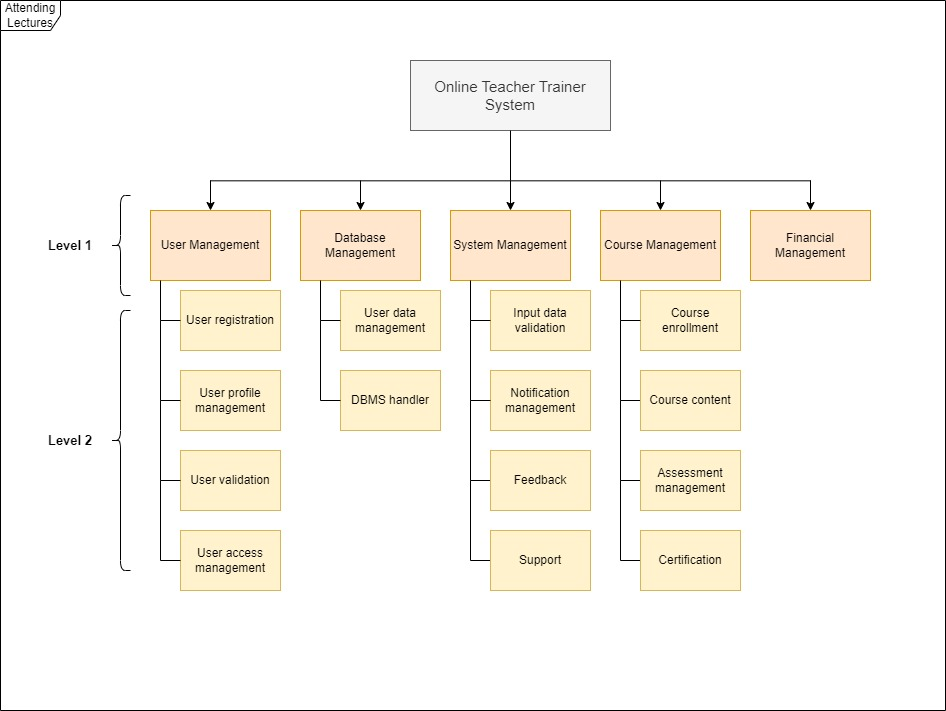 Attending
Lectures
Online Teacher Trainer
System
Level 1
User Management
Database
Management
System Management
Course Management
Financial
Management
Level 2
User registration
User data
management
Input data
validation
Course
enrollment
User profile
management
DBMS handler
Notification
management
Course content
User validation
Feedback
Assessment
management
User access
management
Support
Certification